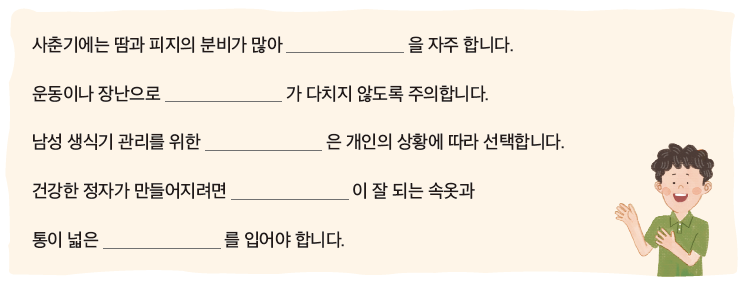 사춘기에는 땀과 피지의 분비가 많아 ____________ 을 자주 합니다.
운동이나 장난으로 ____________ 가 다치지 않도록 주의합니다.
남성 생식기 관리를 위한 ____________ 은 개인의 상황에 따라 선택합니다.
건강한 정자가 만들어지려면 ____________ 이 잘 되는 속옷과
통이 넓은 ____________ 를 입어야 합니다.